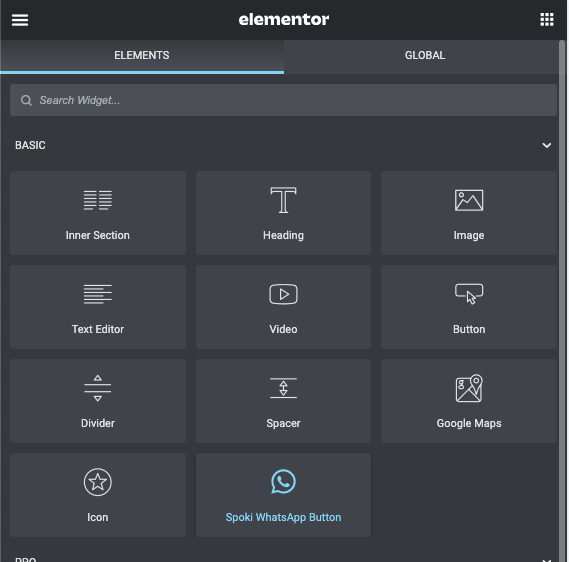 elementor
ELEMENTS
GLOBAL
Search Widget...
BASIC
Inner Section
Heading
Image
Text Editor
Video
Button
Divider
Spacer
Google Maps
Icon
Spoki WhatsApp Button
PRO